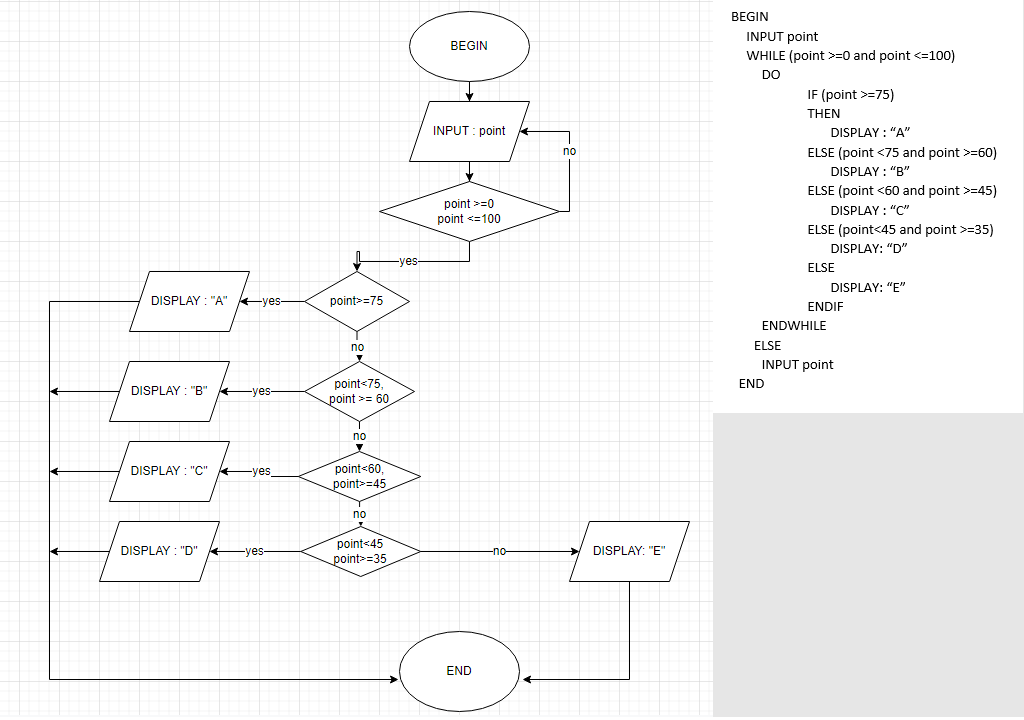 BEGIN
INPUT : point
no
point >=0
point <=100
yes
DISPLAY : "A"
yes
point>=75
no
DISPLAY : "B"
yes
point<75,
point >= 60
no
DISPLAY : "C"
yes
point<60,
point>=45
no
DISPLAY : "D"
yes
point<45
point>=35
no
DISPLAY: "E"
END
BEGIN
INPUT point
WHILE (point >=0 and point <=100)
DO
IF (point >=75)
THEN
DISPLAY : “A”
ELSE (point <75 and point >=60)
DISPLAY : “B”
ELSE (point <60 and point >=45)
DISPLAY : “C”
ELSE (point<45 and point >=35)
DISPLAY: “D”
ELSE
DISPLAY: “E”
ENDIF
ENDWHILE
ELSE
INPUT point
END